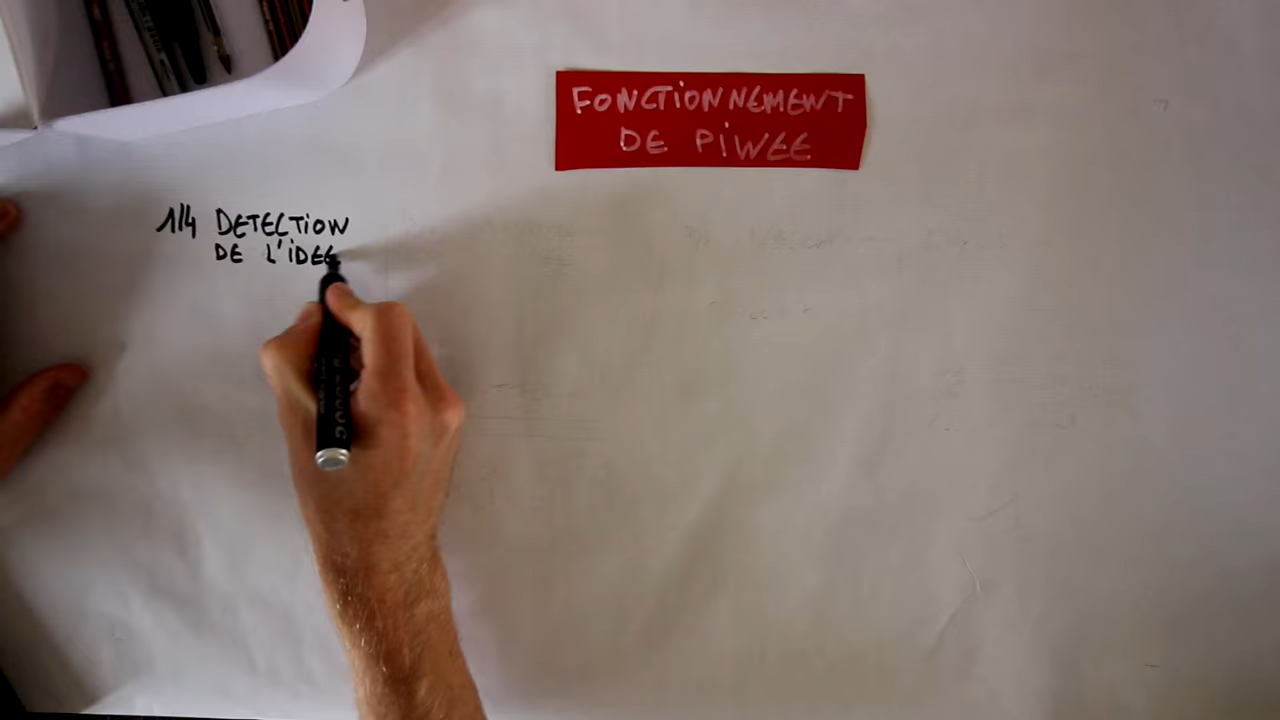 FONCTIONNEMENT
DE PIWEE
1/4 DETECTION
DE L'IDEE